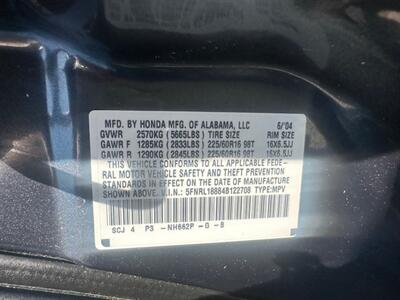 MFD. BY HONDA MFG. OF ALABAMA, LLC 6/'04
GVWR 2570KG (5665LBS) TIRE SIZE RIM SIZE
GAWR F 1285KG (2833LBS) 225/60R16 98T 16X6.5JJ
GAWR R 1290KG (2845LBS) 225/60R16 98T 16X6.5JJ
THIS VEHICLE CONFORMS TO ALL APPLICABLE FEDE-
RAL MOTOR VEHICLE SAFETY AND THEFT PREVENTION
STANDARDS IN EFFECT ON THE DATE OF MANUFACTURE
SHOWN ABOVE. V.I.N.: 5FNRL18884B122708 TYPE:MPV
SCJ 4 P3 -NH662P -D -B